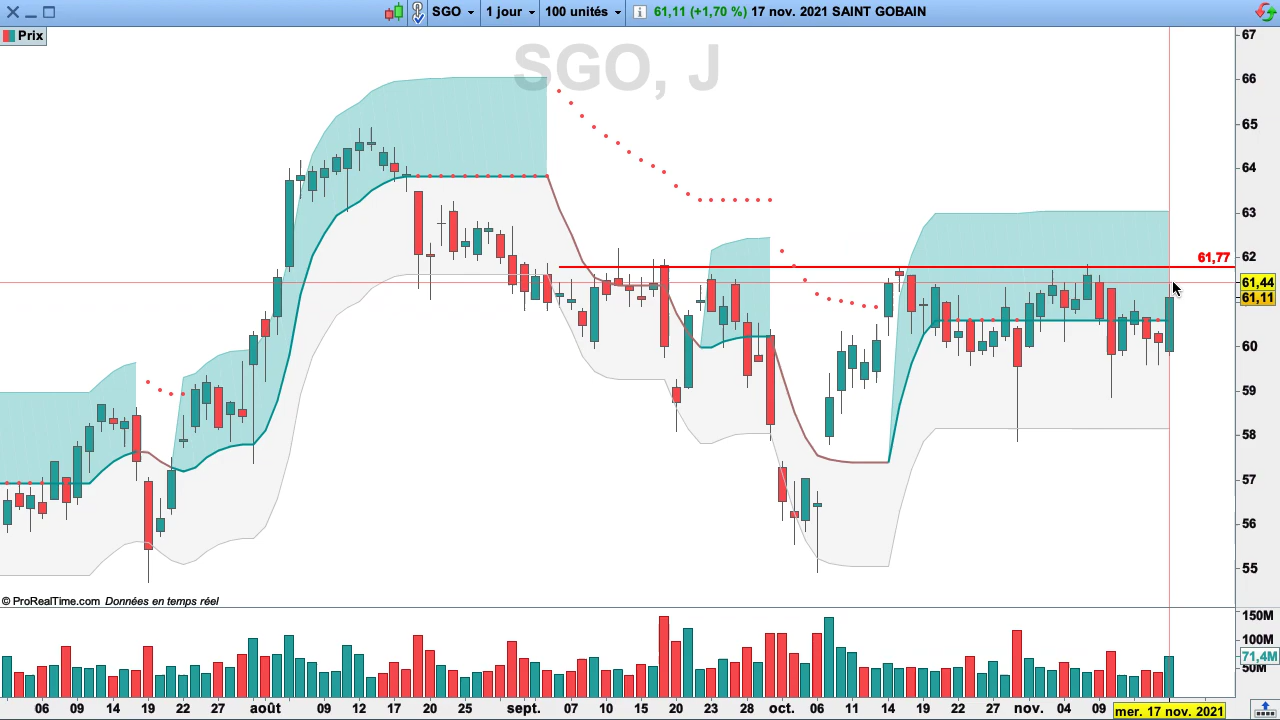 SGO 1 jour 100 unités i 61,11 (+1,70 %) 17 nov. 2021 SAINT GOBAIN
Prix
SGO, J
67
66
65
64
63
62
61,77
61,44
61,11
60
59
58
57
56
55
© ProRealTime.com Données en temps réel
150M
100M
71,4M
50M
06 09 14 19 22 27 août 09 12 17 20 25 sept. 07 10 15 20 23 28 oct. 06 11 14 19 22 27 nov. 04 09 mer. 17 nov. 2021